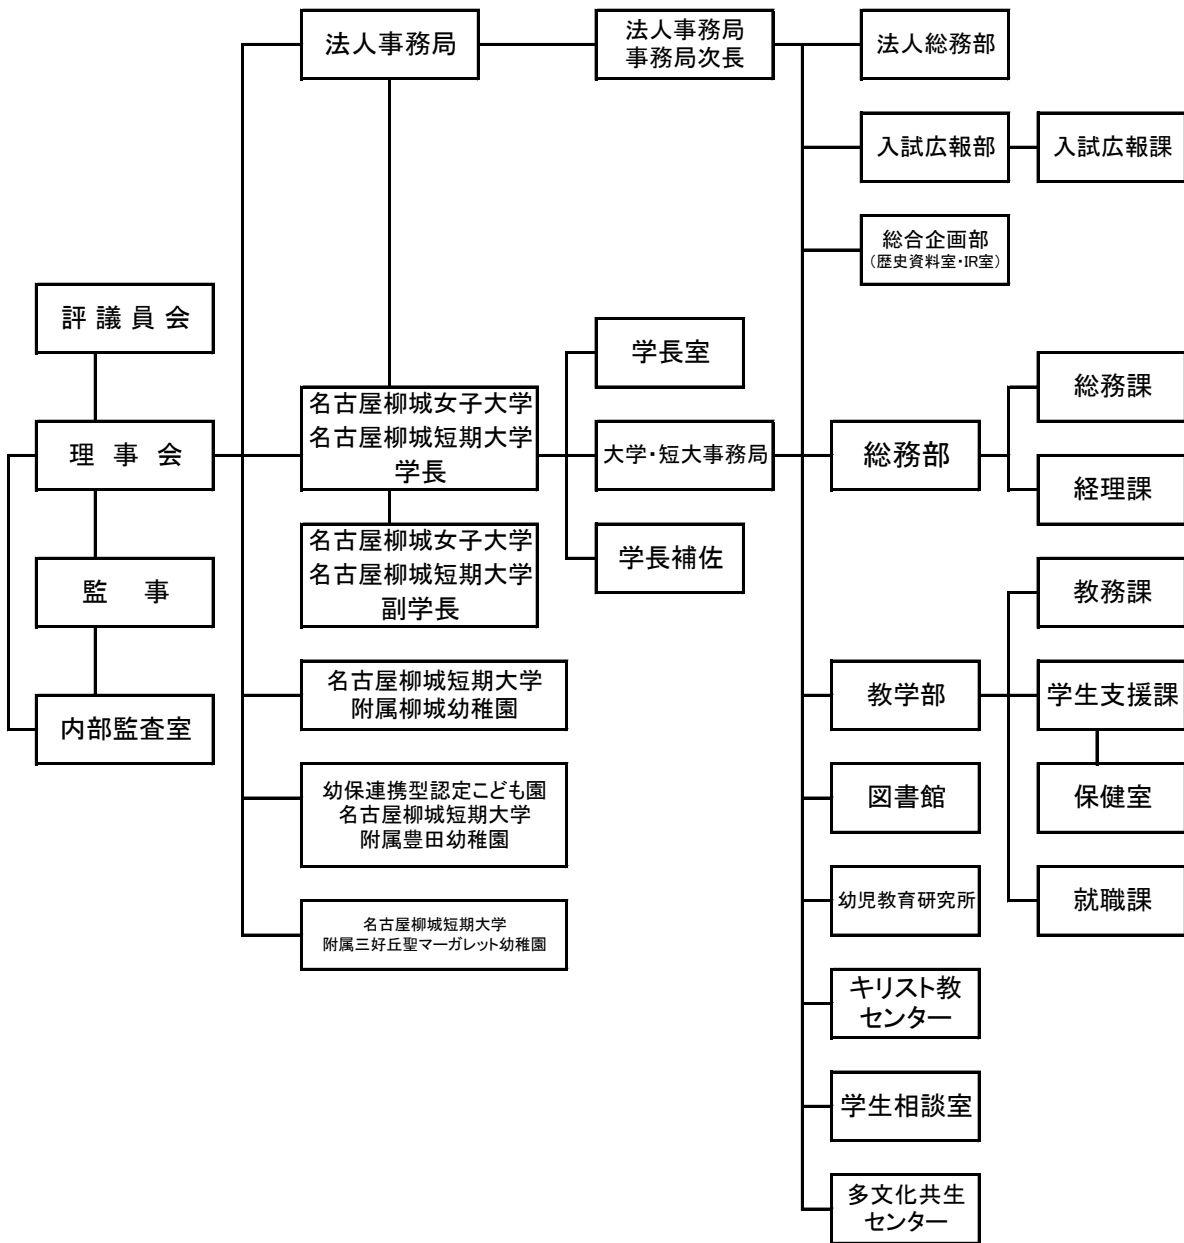 法人事務局
法人事務局
事務局次長
法人総務部
入試広報部
入試広報課
総合企画部
(歴史資料室・IR室)
評議員会
理事会
監事
内部監査室
名古屋柳城女子大学
名古屋柳城短期大学
学長
名古屋柳城女子大学
名古屋柳城短期大学
副学長
名古屋柳城短期大学
附属柳城幼稚園
幼保連携型認定こども園
名古屋柳城短期大学
附属豊田幼稚園
名古屋柳城短期大学
附属三好丘聖マーガレット幼稚園
学長室
大学・短大事務局
学長補佐
総務部
総務課
経理課
教学部
教務課
学生支援課
保健室
就職課
図書館
幼児教育研究所
キリスト教
センター
学生相談室
多文化共生
センター